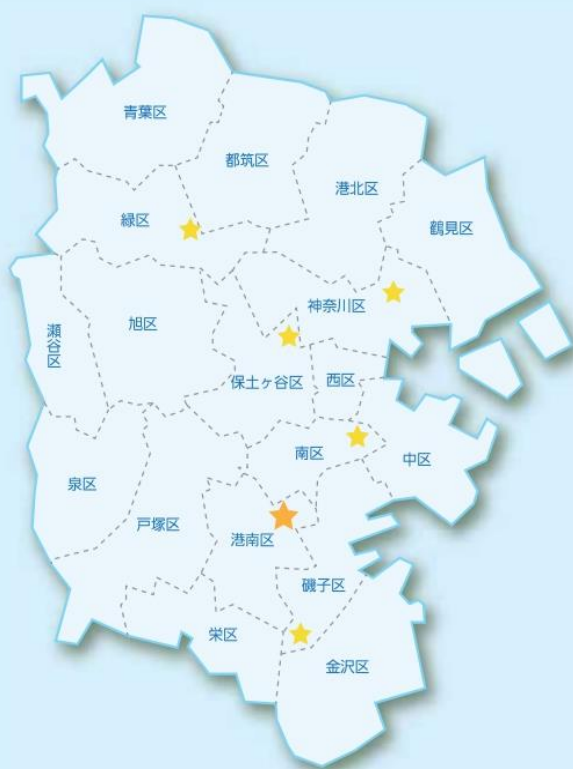 青葉区
都筑区
港北区
緑区
鶴見区
神奈川区
旭区
瀬谷区
保土ヶ谷区
西区
南区
中区
泉区
戸塚区
港南区
磯子区
栄区
金沢区